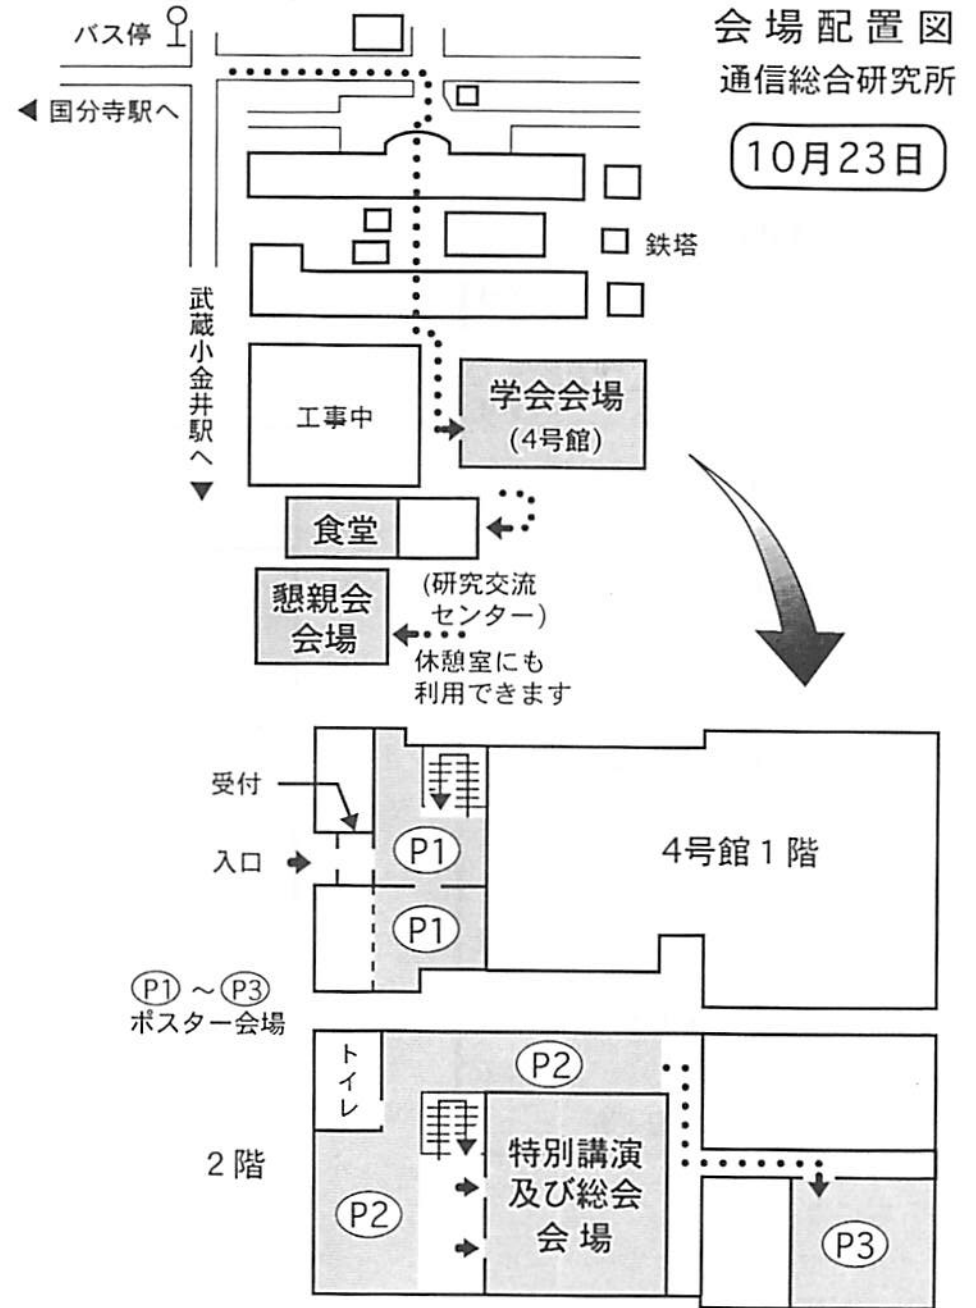 会場配置図
通信総合研究所
10月23日
バス停
◀ 国分寺駅へ
鉄塔
武蔵小金井駅へ ▼
工事中
学会会場
(4号館)
食堂
懇親会
会場
(研究交流
センター)
休憩室にも
利用できます
受付
入口
P1
P1
4号館1階
P1 ～ P3
ポスター会場
トイレ
P2
2階
P2
特別講演
及び総会
会場
P3